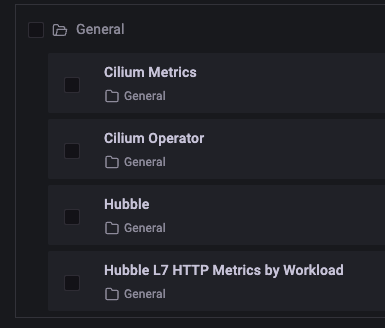 General
Cilium Metrics
General
Cilium Operator
General
Hubble
General
Hubble L7 HTTP Metrics by Workload
General